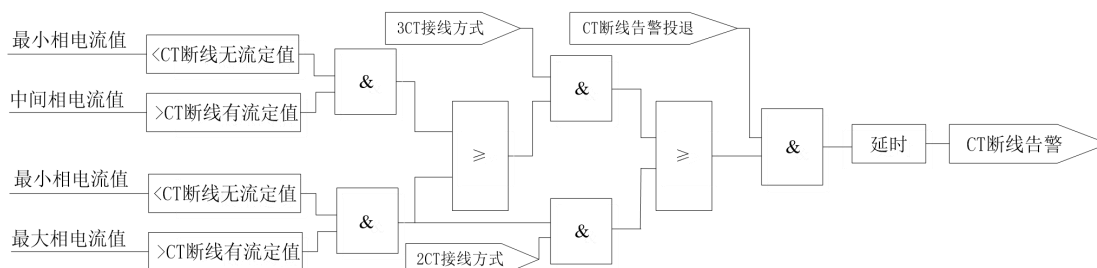 3CT接线方式
CT断线告警投退
最小相电流值
<CT断线无流定值
&
&
中间相电流值
>CT断线有流定值
≥
≥
&
延时
CT断线告警
最小相电流值
<CT断线无流定值
&
&
最大相电流值
>CT断线有流定值
2CT接线方式